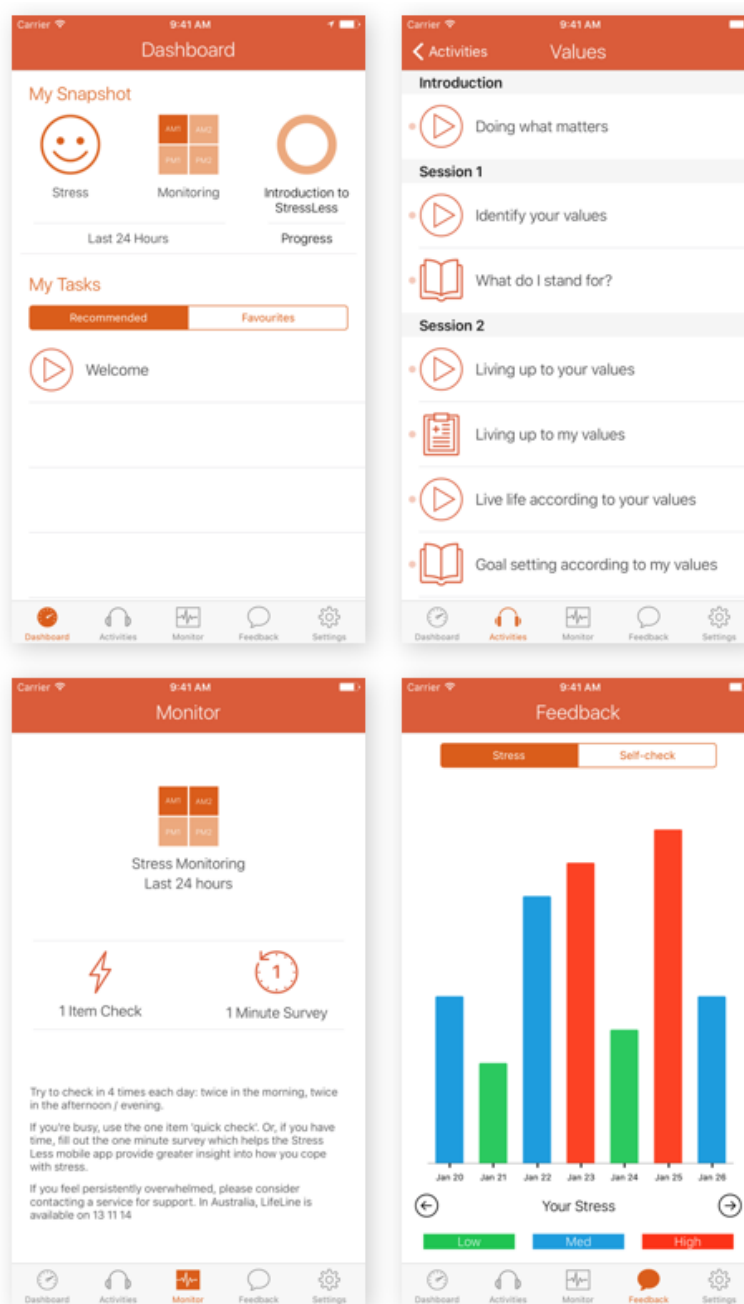 Carrier 9:41 AM
Dashboard
My Snapshot
AM1 AM2
PM1 PM2
Stress Monitoring Introduction to
StressLess
Last 24 Hours Progress
My Tasks
Recommended Favourites
Welcome
Dashboard Activities Monitor Feedback Settings
Carrier 9:41 AM
Activities Values
Introduction
Doing what matters
Session 1
Identify your values
What do I stand for?
Session 2
Living up to your values
Living up to my values
Live life according to your values
Goal setting according to my values
Dashboard Activities Monitor Feedback Settings
Carrier 9:41 AM
Monitor
AM1 AM2
PM1 PM2
Stress Monitoring
Last 24 hours
1
1 Item Check 1 Minute Survey
Try to check in 4 times each day: twice in the morning, twice
in the afternoon / evening.
If you're busy, use the one item 'quick check'. Or, if you have
time, fill out the one minute survey which helps the Stress
Less mobile app provide greater insight into how you cope
with stress.
If you feel persistently overwhelmed, please consider
contacting a service for support. In Australia, LifeLine is
available on 13 11 14
Dashboard Activities Monitor Feedback Settings
Carrier 9:41 AM
Feedback
Stress Self-check
Jan 20 Jan 21 Jan 22 Jan 23 Jan 24 Jan 25 Jan 26
Your Stress
Low Med High
Dashboard Activities Monitor Feedback Settings